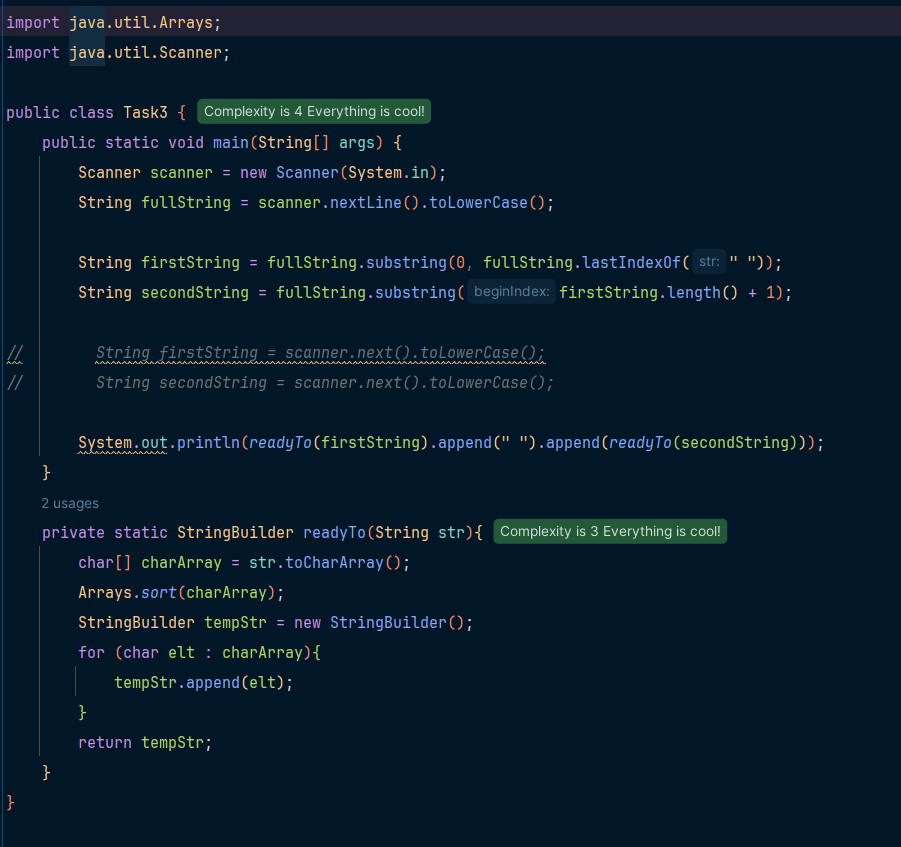 import java.util.Arrays;
import java.util.Scanner;
public class Task3 { Complexity is 4 Everything is cool!
public static void main(String[] args) {
Scanner scanner = new Scanner(System.in);
String fullString = scanner.nextLine().toLowerCase();
String firstString = fullString.substring(0, fullString.lastIndexOf( str: " "));
String secondString = fullString.substring( beginIndex: firstString.length() + 1);
// String firstString = scanner.next().toLowerCase();
// String secondString = scanner.next().toLowerCase();
System.out.println(readyTo(firstString).append(" ").append(readyTo(secondString)));
}
2 usages
private static StringBuilder readyTo(String str){ Complexity is 3 Everything is cool!
char[] charArray = str.toCharArray();
Arrays.sort(charArray);
StringBuilder tempStr = new StringBuilder();
for (char elt : charArray){
tempStr.append(elt);
}
return tempStr;
}
}